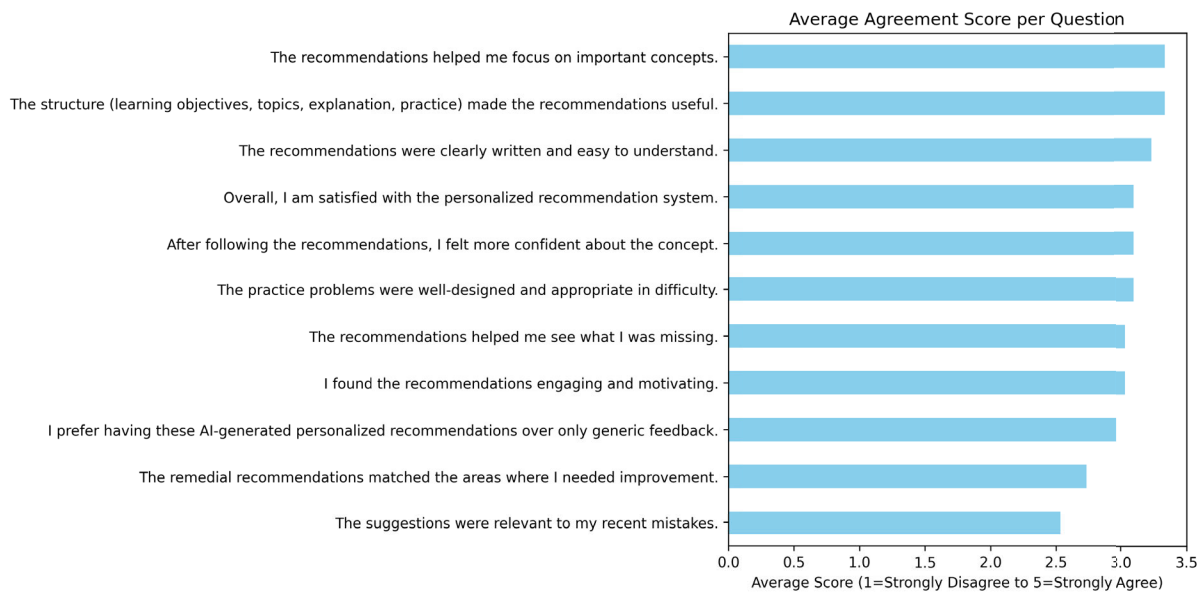 Average Agreement Score per Question
The recommendations helped me focus on important concepts.
The structure (learning objectives, topics, explanation, practice) made the recommendations useful.
The recommendations were clearly written and easy to understand.
Overall, I am satisfied with the personalized recommendation system.
After following the recommendations, I felt more confident about the concept.
The practice problems were well-designed and appropriate in difficulty.
The recommendations helped me see what I was missing.
I found the recommendations engaging and motivating.
I prefer having these AI-generated personalized recommendations over only generic feedback.
The remedial recommendations matched the areas where I needed improvement.
The suggestions were relevant to my recent mistakes.
0.0 0.5 1.0 1.5 2.0 2.5 3.0 3.5
Average Score (1=Strongly Disagree to 5=Strongly Agree)